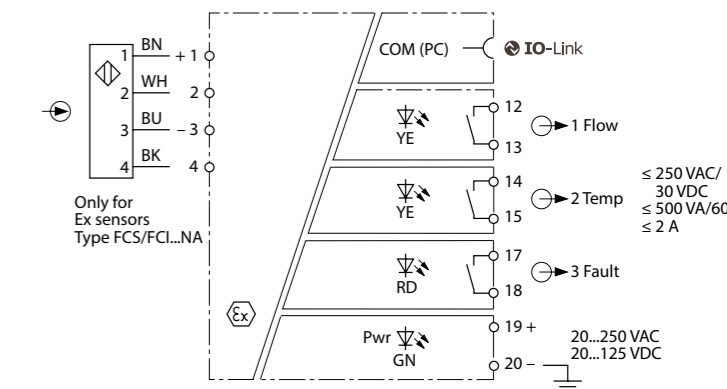 COM (PC)
IO-Link
1 BN + 1
2 WH 2
3 BU – 3
4 BK 4
Only for
Ex sensors
Type FCS/FCI...NA
YE
12
13
1 Flow
YE
14
15
2 Temp
≤ 250 VAC/
30 VDC
≤ 500 VA/60
≤ 2 A
RD
17
18
3 Fault
εx
Pwr
GN
19 +
20 –
20...250 VAC
20...125 VDC